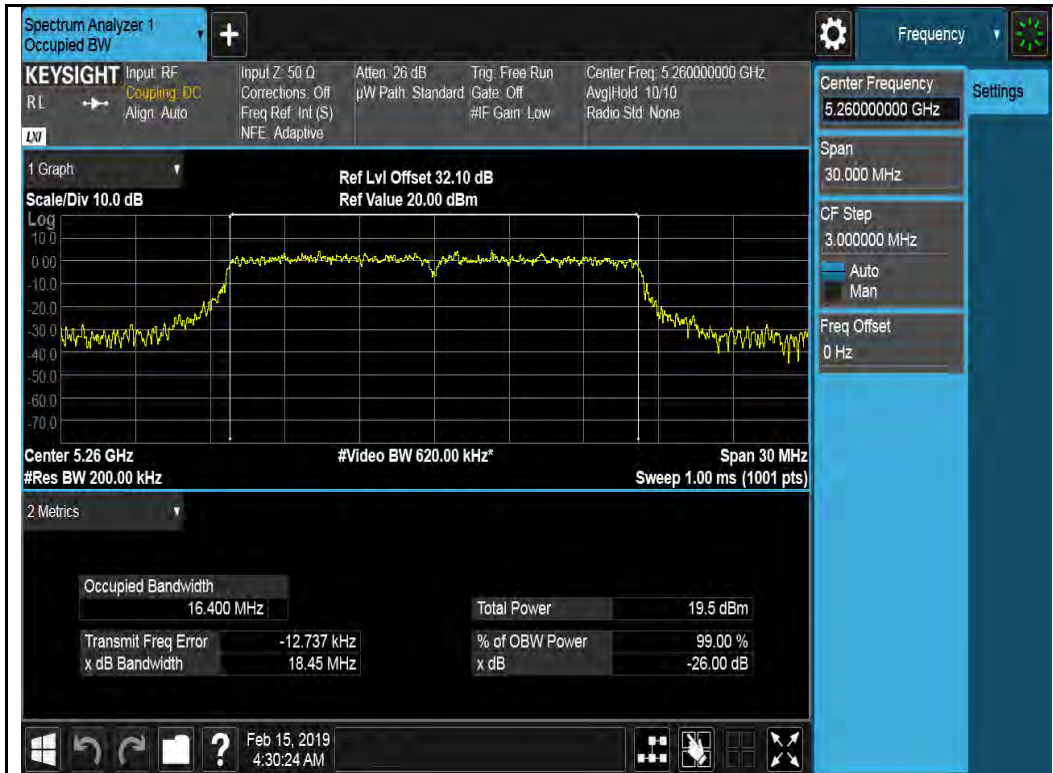 Spectrum Analyzer 1
Occupied BW
+
Frequency
KEYSIGHT
R L
LXI
Input: RF
Coupling: DC
Align: Auto
Input Z: 50 Ω
Corrections: Off
Freq Ref: Int (S)
NFE: Adaptive
Atten: 26 dB
µW Path: Standard
Trig: Free Run
Gate: Off
#IF Gain: Low
Center Freq: 5.260000000 GHz
Avg|Hold: 10/10
Radio Std: None
Center Frequency
5.260000000 GHz
Settings
Span
30.000 MHz
CF Step
3.000000 MHz
Auto
Man
Freq Offset
0 Hz
1 Graph
Scale/Div 10.0 dB
Ref Lvl Offset 32.10 dB
Ref Value 20.00 dBm
Log
10.0
0.00
-10.0
-20.0
-30.0
-40.0
-50.0
-60.0
-70.0
Center 5.26 GHz
#Res BW 200.00 kHz
#Video BW 620.00 kHz*
Span 30 MHz
Sweep 1.00 ms (1001 pts)
2 Metrics
Occupied Bandwidth
16.400 MHz
Transmit Freq Error -12.737 kHz
x dB Bandwidth 18.45 MHz
Total Power 19.5 dBm
% of OBW Power 99.00 %
x dB -26.00 dB
?
Feb 15, 2019
4:30:24 AM